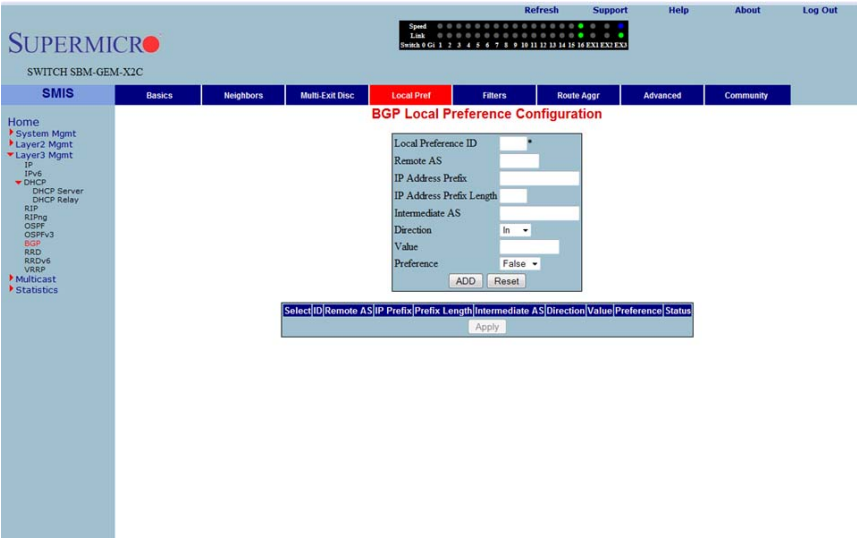 Refresh Support Help About Log Out
Speed
Link
Switch 0 Gi 1 2 3 4 5 6 7 8 9 10 11 12 13 14 15 16 EX1 EX2 EX3
SUPERMICRO
SWITCH SBM-GEM-X2C
SMIS Basics Neighbors Multi-Exit Disc Local Pref Filters Route Aggr Advanced Community
Home
System Mgmt
Layer2 Mgmt
Layer3 Mgmt
IP
IPv6
DHCP
DHCP Server
DHCP Relay
RIP
RIPng
OSPF
OSPFv3
BGP
RRD
RRDv6
VRRP
Multicast
Statistics
BGP Local Preference Configuration
Local Preference ID *
Remote AS
IP Address Prefix
IP Address Prefix Length
Intermediate AS
Direction In
Value
Preference False
ADD Reset
Select ID Remote AS IP Prefix Prefix Length Intermediate AS Direction Value Preference Status
Apply